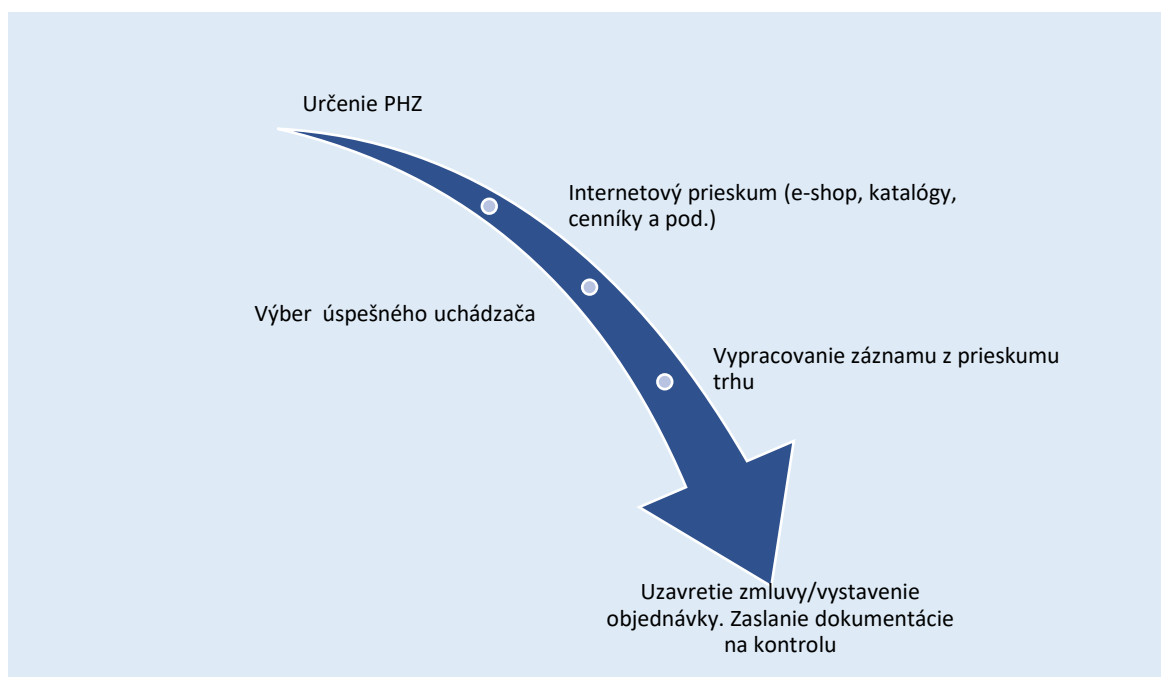 Určenie PHZ
Internetový prieskum (e-shop, katalógy,
cenníky a pod.)
Výber úspešného uchádzača
Vypracovanie záznamu z prieskumu
trhu
Uzavretie zmluvy/vystavenie
objednávky. Zaslanie dokumentácie
na kontrolu